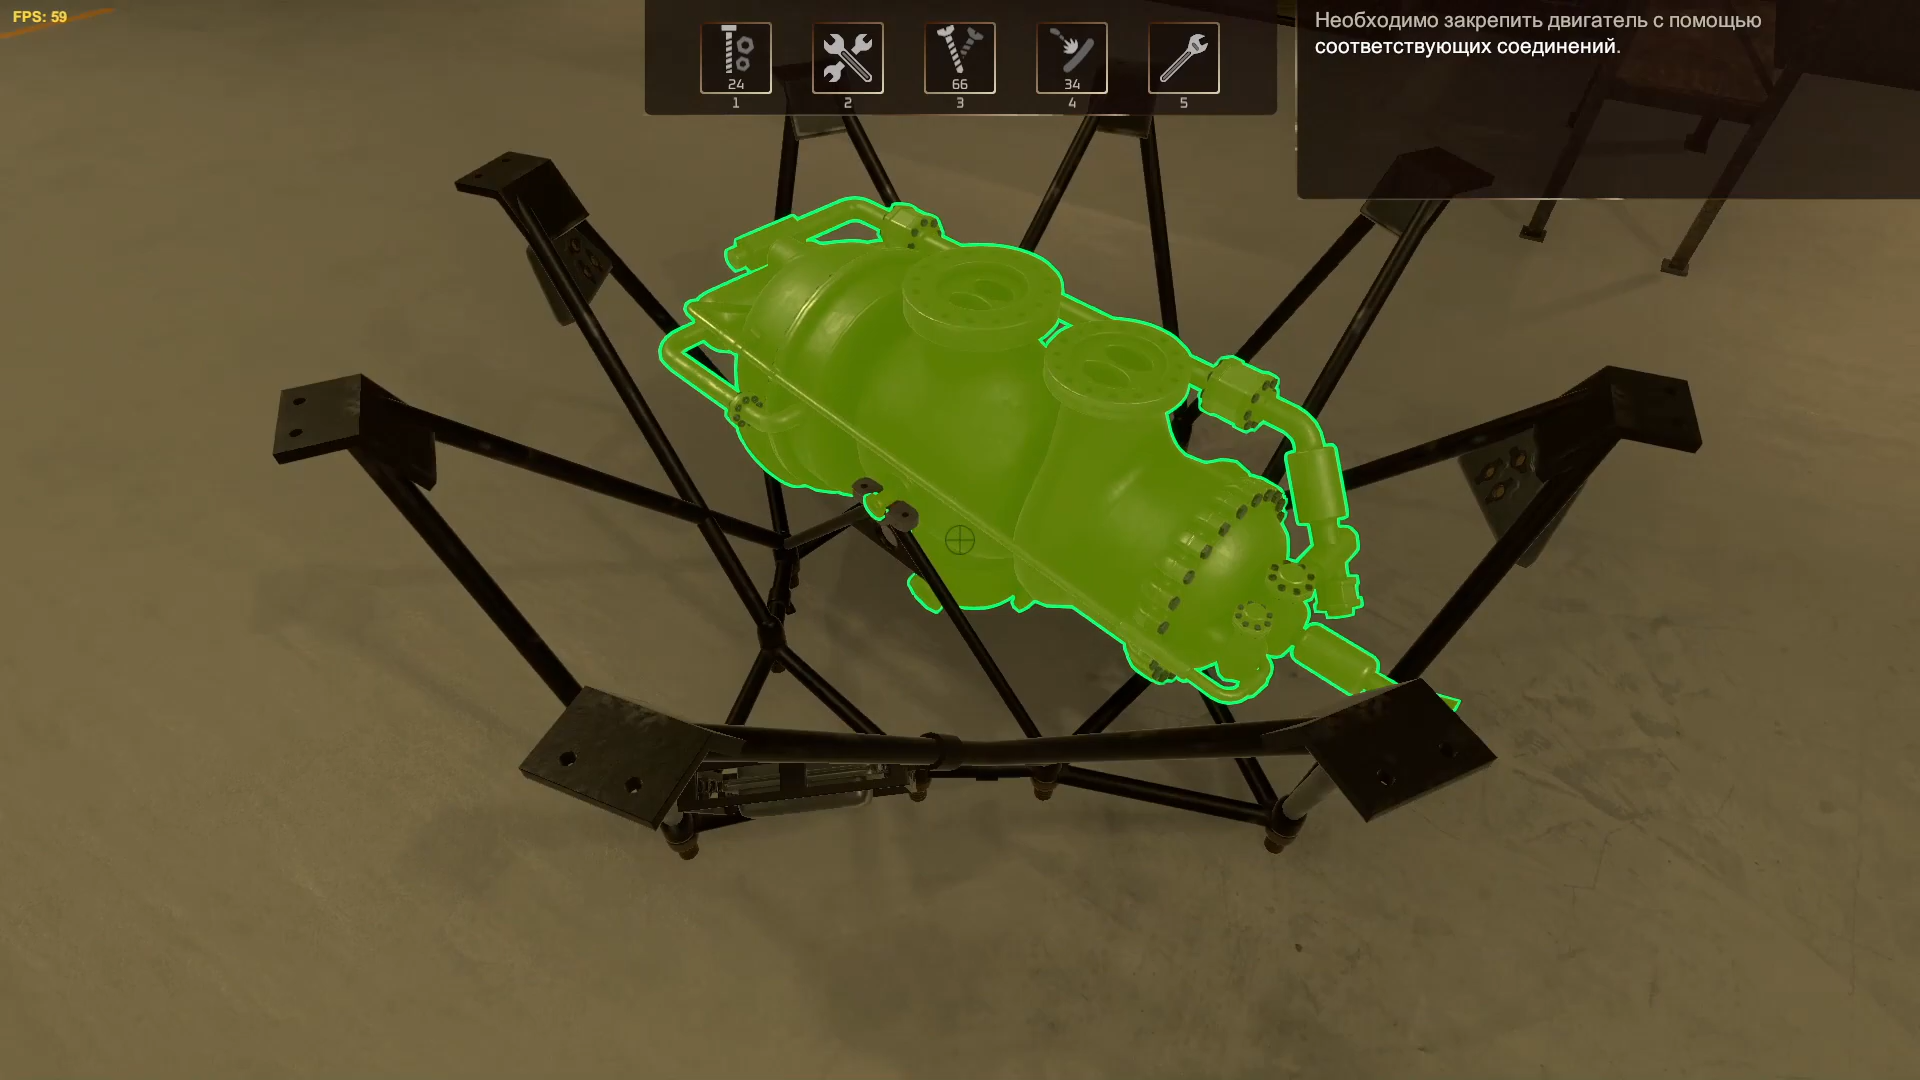 FPS: 59
24
66
34
1
2
3
4
5
Необходимо закрепить двигатель с помощью
соответствующих соединений.